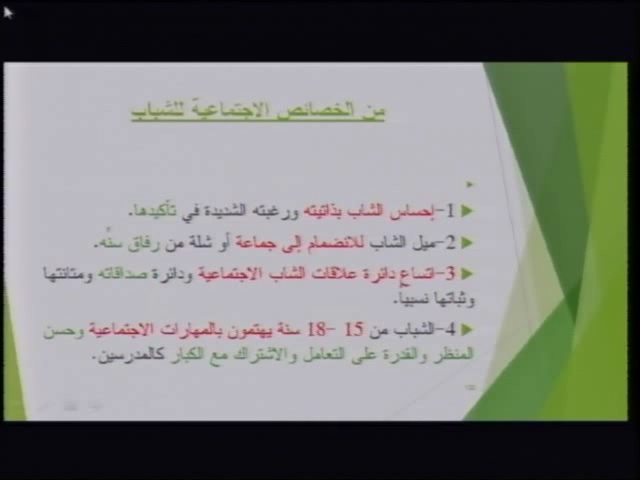 من الخصائص الاجتماعية للشباب
1-إحساس الشاب بذاتيته ورغبته الشديدة في تأكيدها.
2-ميل الشاب للانضمام إلى جماعة أو شلة من رفاق سنّه.
3-اتساع دائرة علاقات الشاب الاجتماعية ودائرة صداقاته ومتانتها
وثباتها نسبياً.
4-الشباب من 15 -18 سنة يهتمون بالمهارات الاجتماعية وحسن
المنظر والقدرة على التعامل والاشتراك مع الكبار كالمدرسين.